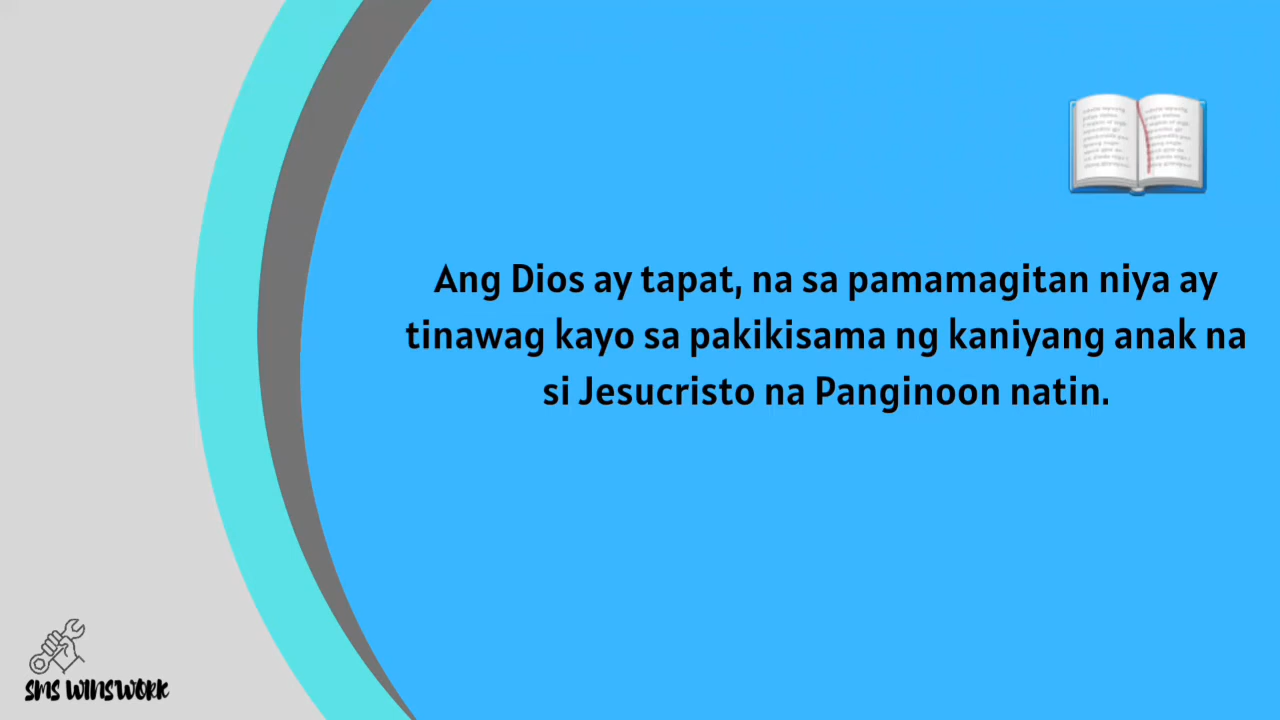 Ang Dios ay tapat, na sa pamamagitan niya ay
tinawag kayo sa pakikisama ng kaniyang anak na
si Jesucristo na Panginoon natin.
SMS WINSWORK